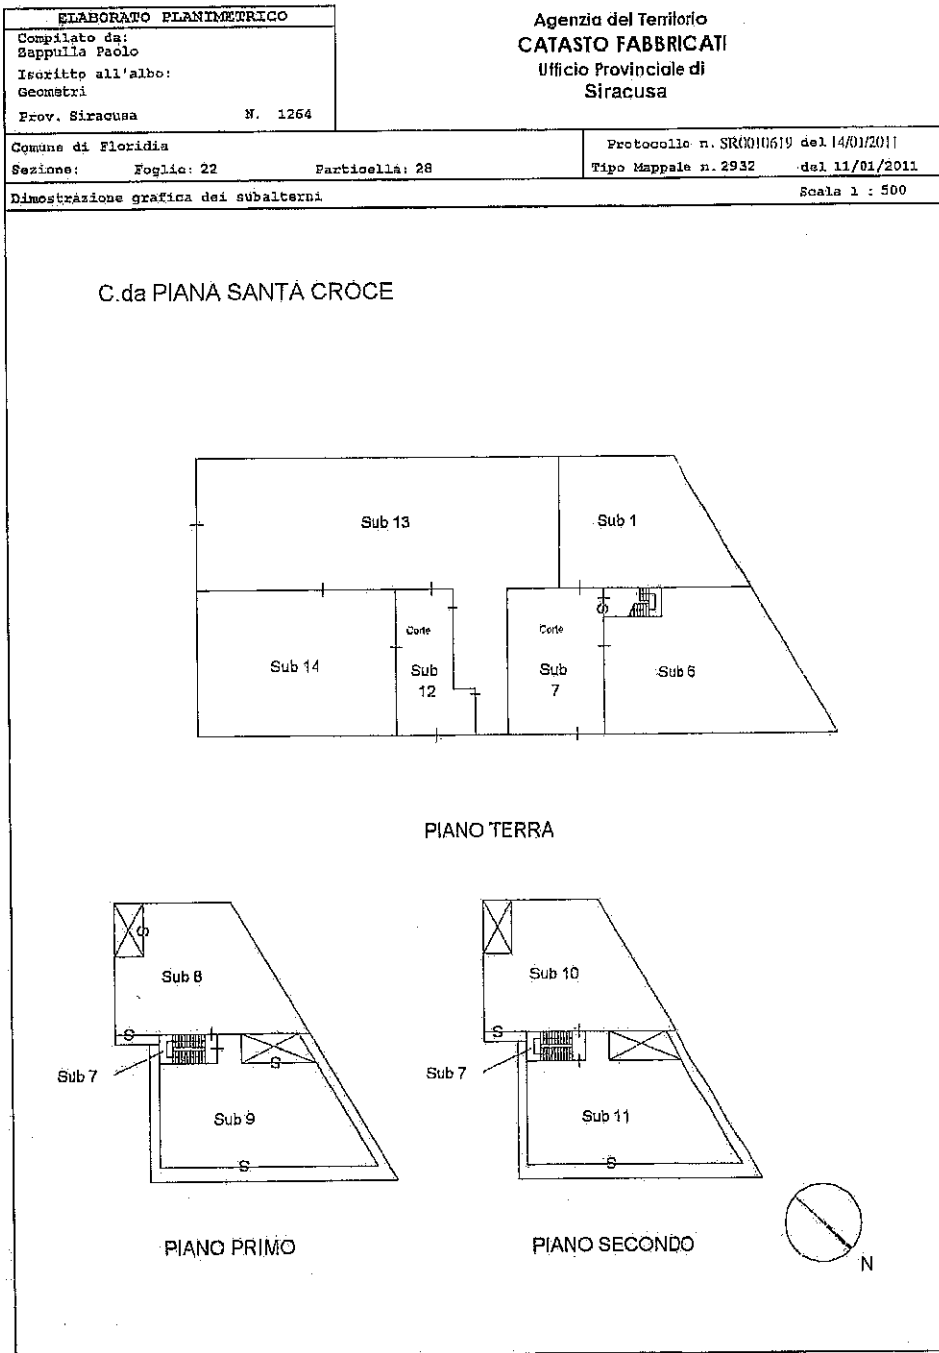 ELABORATO PLANIMETRICO
Compilato da:
Zappulla Paolo
Iscritto all'albo:
Geometri
Prov. Siracusa N. 1264
Agenzia del Territorio
CATASTO FABBRICATI
Ufficio Provinciale di
Siracusa
Comune di Floridia
Sezione: Foglio: 22 Particella: 28
Protocollo n. SR0010619 del 14/01/2011
Tipo Mappale n. 2932 del 11/01/2011
Dimostrazione grafica dei subalterni
Scala 1 : 500
C.da PIANA SANTA CROCE
Sub 13
Sub 1
S
Corte
Corte
Sub 14
Sub
12
Sub
7
Sub 6
PIANO TERRA
S
Sub 8
S
Sub 7
S
Sub 9
S
PIANO PRIMO
Sub 10
S
Sub 7
Sub 11
S
PIANO SECONDO
N